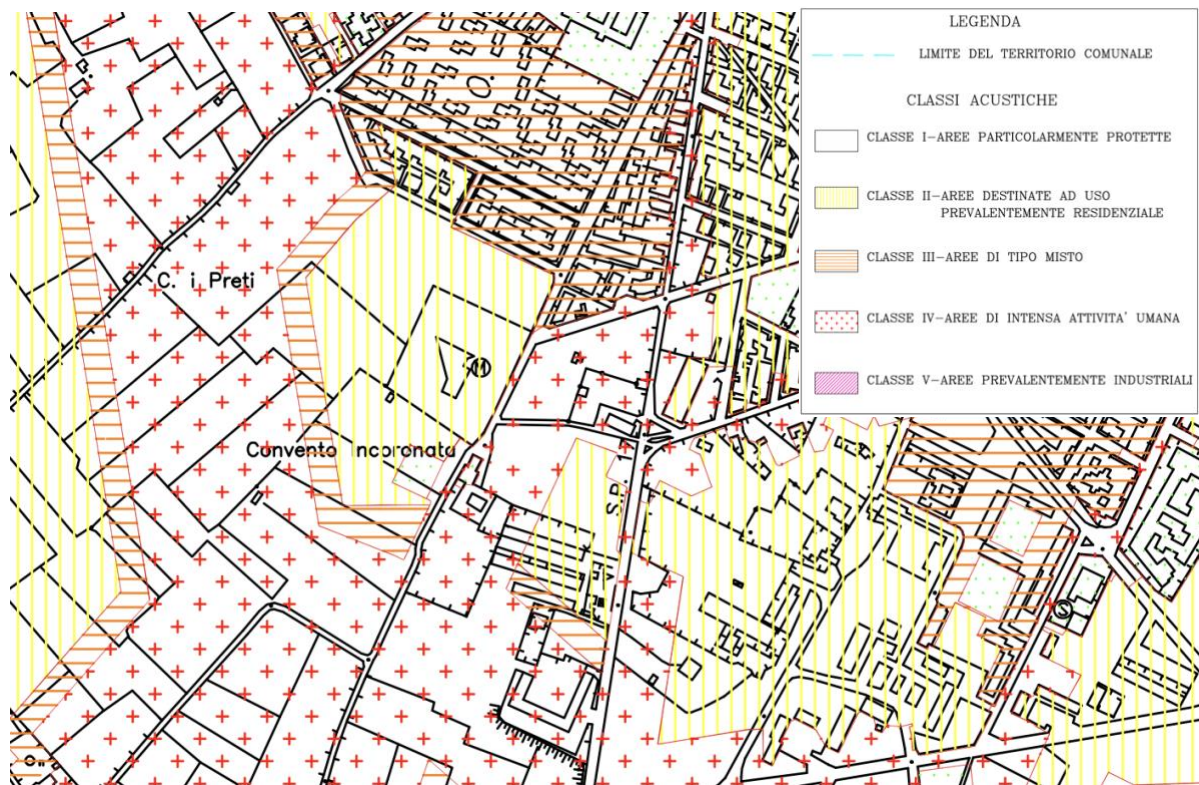 LEGENDA
LIMITE DEL TERRITORIO COMUNALE
CLASSI ACUSTICHE
CLASSE I-AREE PARTICOLARMENTE PROTETTE
CLASSE II-AREE DESTINATE AD USO
PREVALENTEMENTE RESIDENZIALE
CLASSE III-AREE DI TIPO MISTO
CLASSE IV-AREE DI INTENSA ATTIVITA' UMANA
CLASSE V-AREE PREVALENTEMENTE INDUSTRIALI
C. i Preti
Convento Incoronata
S.P. 1